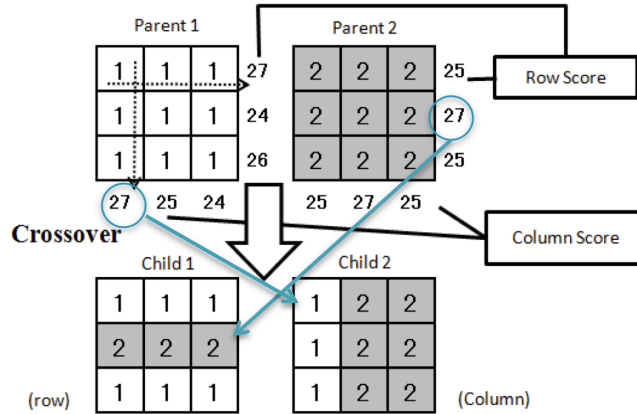 Parent 1 Parent 2
1 1 1 27 2 2 2 25 Row Score
1 1 1 24 2 2 2 27
1 1 1 26 2 2 2 25
27 25 24 25 27 25
Crossover Column Score
Child 1 Child 2
1 1 1 1 2 2
2 2 2 1 2 2
1 1 1 1 2 2
(row) (Column)